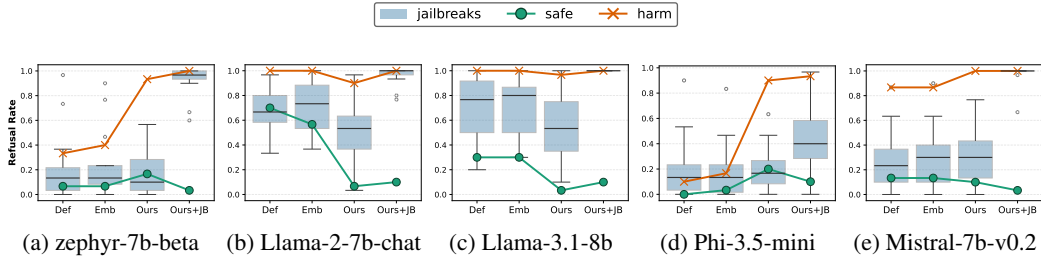 jailbreaks safe harm
Refusal Rate
1.0
0.8
0.6
0.4
0.2
0.0
Def Emb Ours Ours+JB
(a) zephyr-7b-beta
1.0
0.8
0.6
0.4
0.2
0.0
Def Emb Ours Ours+JB
(b) Llama-2-7b-chat
1.0
0.8
0.6
0.4
0.2
0.0
Def Emb Ours Ours+JB
(c) Llama-3.1-8b
1.0
0.8
0.6
0.4
0.2
0.0
Def Emb Ours Ours+JB
(d) Phi-3.5-mini
1.0
0.8
0.6
0.4
0.2
0.0
Def Emb Ours Ours+JB
(e) Mistral-7b-v0.2